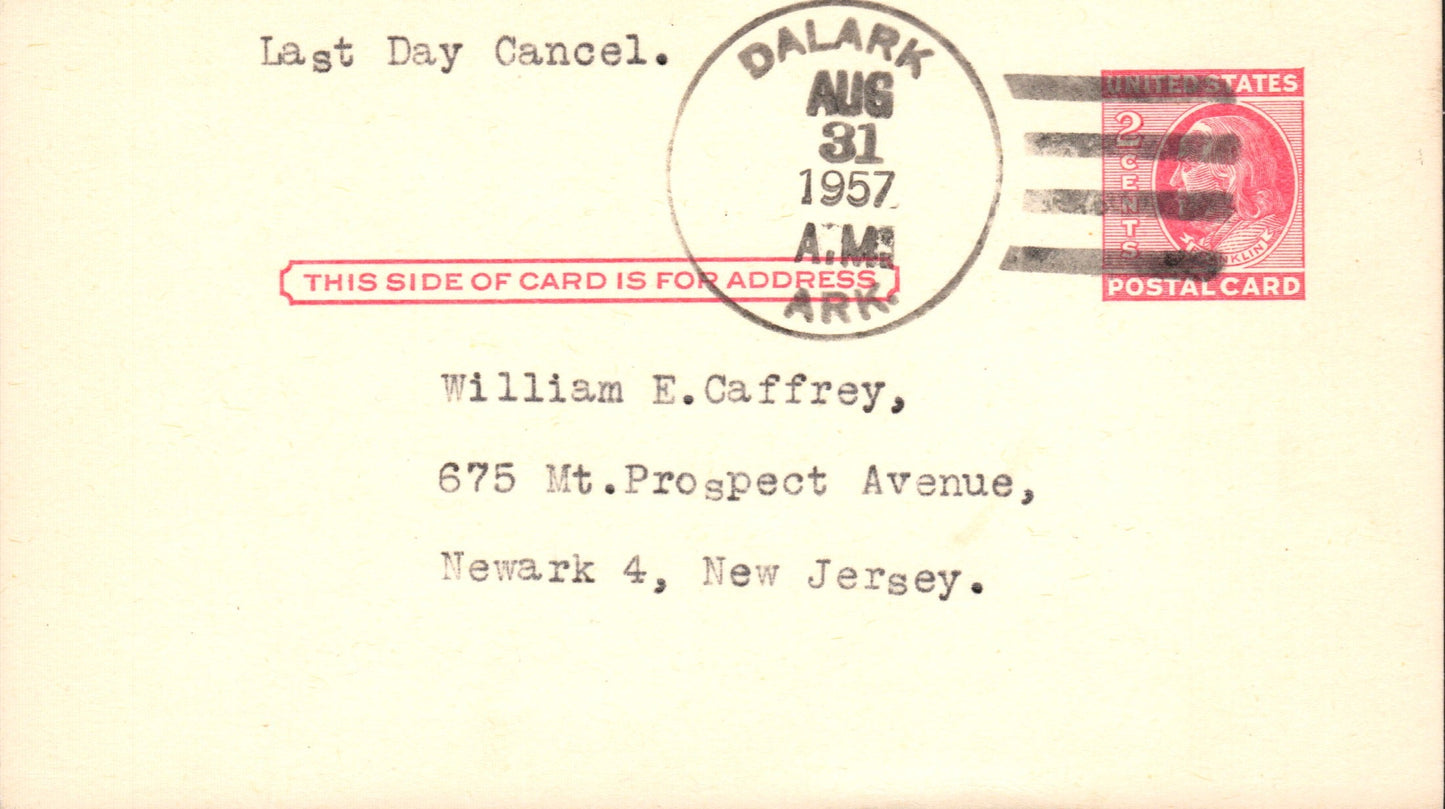 Last Day Cancel.
DALARK
AUG
31
1957
A.M.
ARK.
UNITED STATES
2
CENTS
FRANKLIN
POSTAL CARD
THIS SIDE OF CARD IS FOR ADDRESS
William E.Caffrey,
675 Mt.Prospect Avenue,
Newark 4, New Jersey.